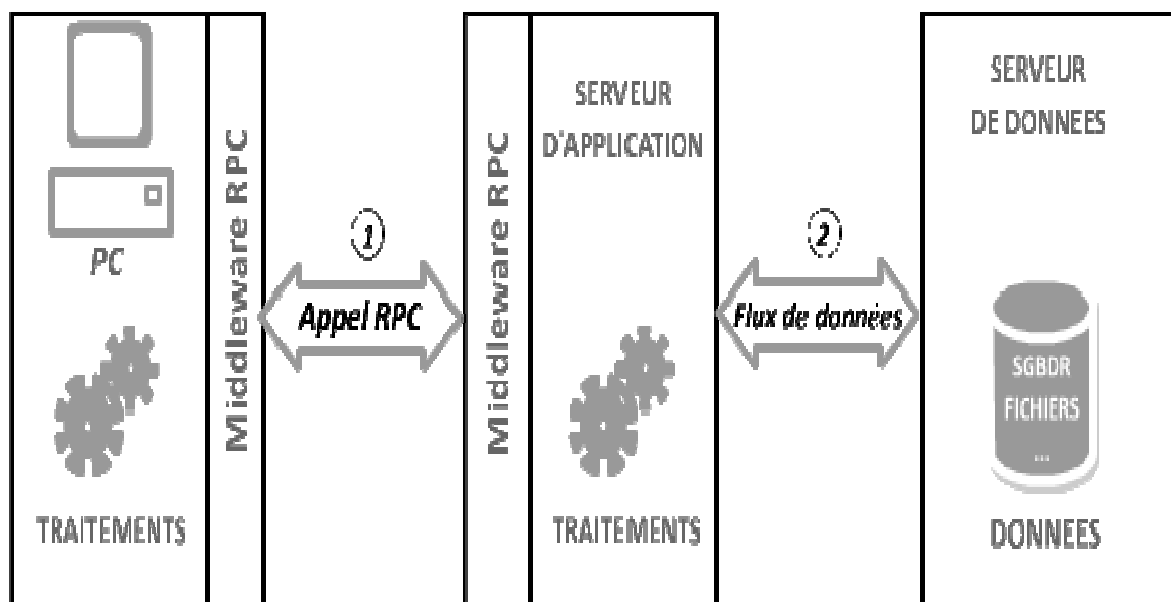 PC
TRAITEMENTS
Middleware RPC
1
Appel RPC
Middleware RPC
SERVEUR
D'APPLICATION
TRAITEMENTS
2
Flux de données
SERVEUR
DE DONNEES
SGBDR
FICHIERS
...
DONNEES